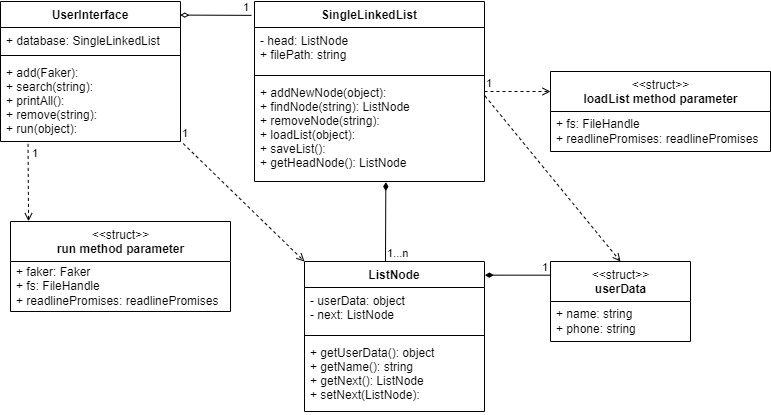 UserInterface
+ database: SingleLinkedList
+ add(Faker):
+ search(string):
+ printAll():
+ remove(string):
+ run(object):
1
SingleLinkedList
- head: ListNode
+ filePath: string
+ addNewNode(object):
+ findNode(string): ListNode
+ removeNode(string):
+ loadList(object):
+ saveList():
+ getHeadNode(): ListNode
1
<<struct>>
loadList method parameter
+ fs: FileHandle
+ readlinePromises: readlinePromises
1
1
<<struct>>
run method parameter
+ faker: Faker
+ fs: FileHandle
+ readlinePromises: readlinePromises
1...n
ListNode
- userData: object
- next: ListNode
+ getUserData(): object
+ getName(): string
+ getNext(): ListNode
+ setNext(ListNode):
1
<<struct>>
userData
+ name: string
+ phone: string